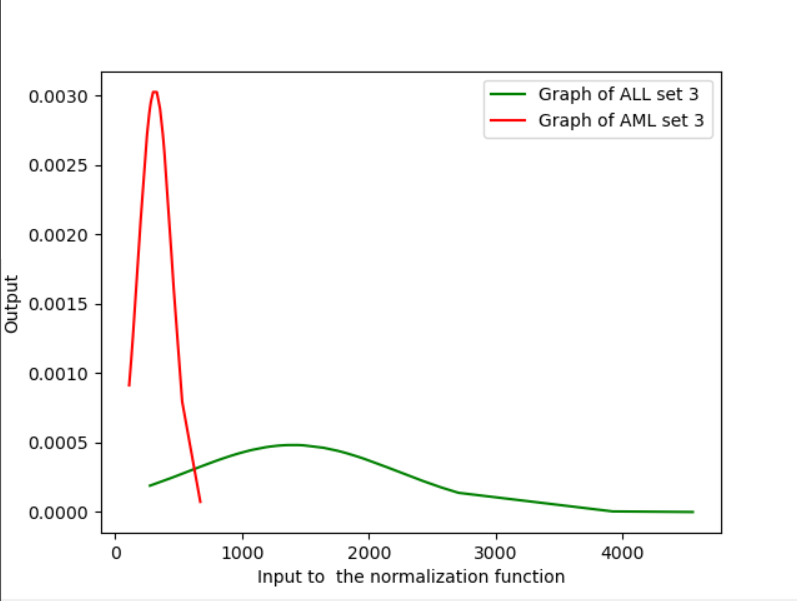 Graph of ALL set 3
Graph of AML set 3
0.0030
0.0025
0.0020
0.0015
0.0010
0.0005
0.0000
Output
0 1000 2000 3000 4000
Input to  the normalization function